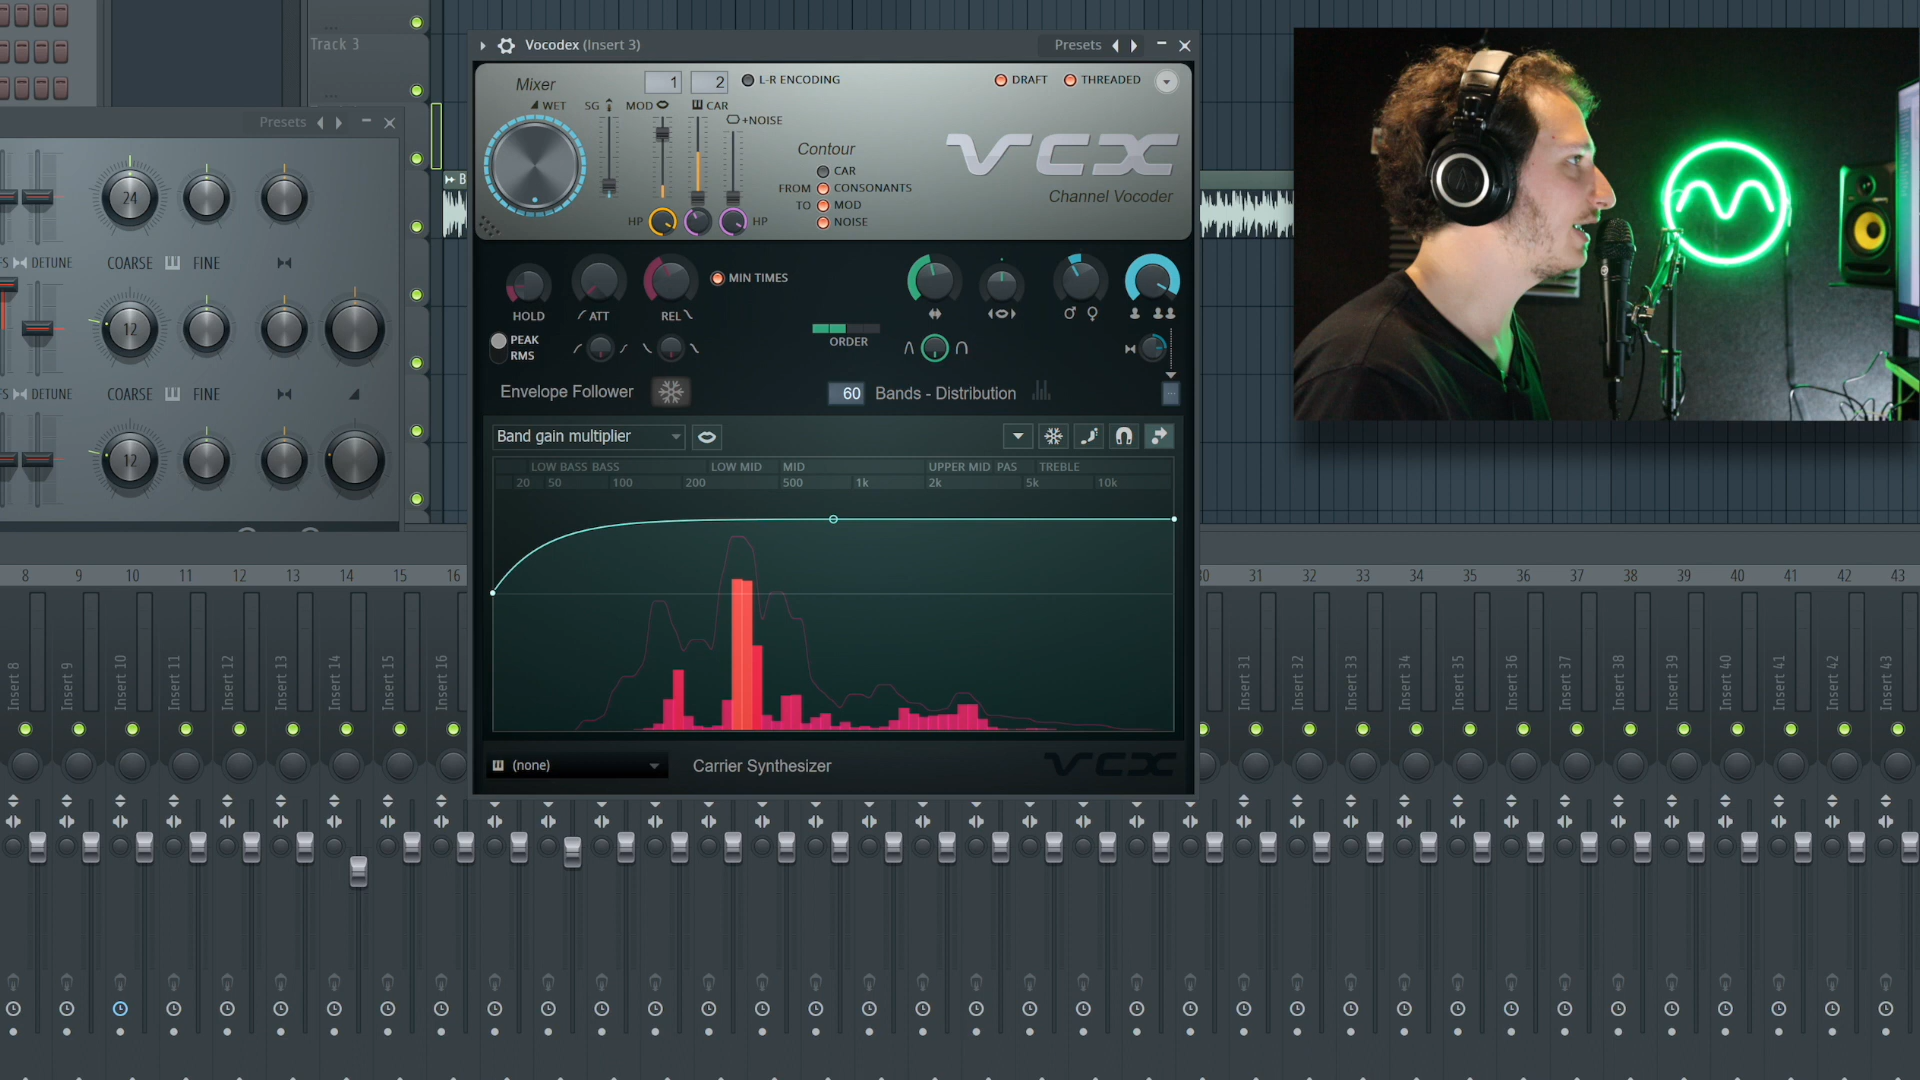 Track 3
Presets
24
FS DETUNE COARSE FINE
12
DETUNE COARSE FINE
12
Vocodex (Insert 3) Presets
Mixer 1 2 L-R ENCODING DRAFT THREADED
WET SG MOD CAR
+NOISE
HP HP
Contour
CAR
FROM CONSONANTS
TO MOD
NOISE
VCX
Channel Vocoder
HOLD ATT REL MIN TIMES
PEAK
RMS
ORDER
Envelope Follower 60 Bands - Distribution
Band gain multiplier
LOW BASS BASS LOW MID MID UPPER MID PAS TREBLE
20 50 100 200 500 1k 2k 5k 10k
(none) Carrier Synthesizer VCX
8 9 10 11 12 13 14 15 16 30 31 32 33 34 35 36 37 38 39 40 41 42 43
Insert 8
Insert 9
Insert 10
Insert 11
Insert 12
Insert 13
Insert 14
Insert 15
Insert 16
Insert 31
Insert 32
Insert 33
Insert 34
Insert 35
Insert 36
Insert 37
Insert 38
Insert 39
Insert 40
Insert 41
Insert 42
Insert 43